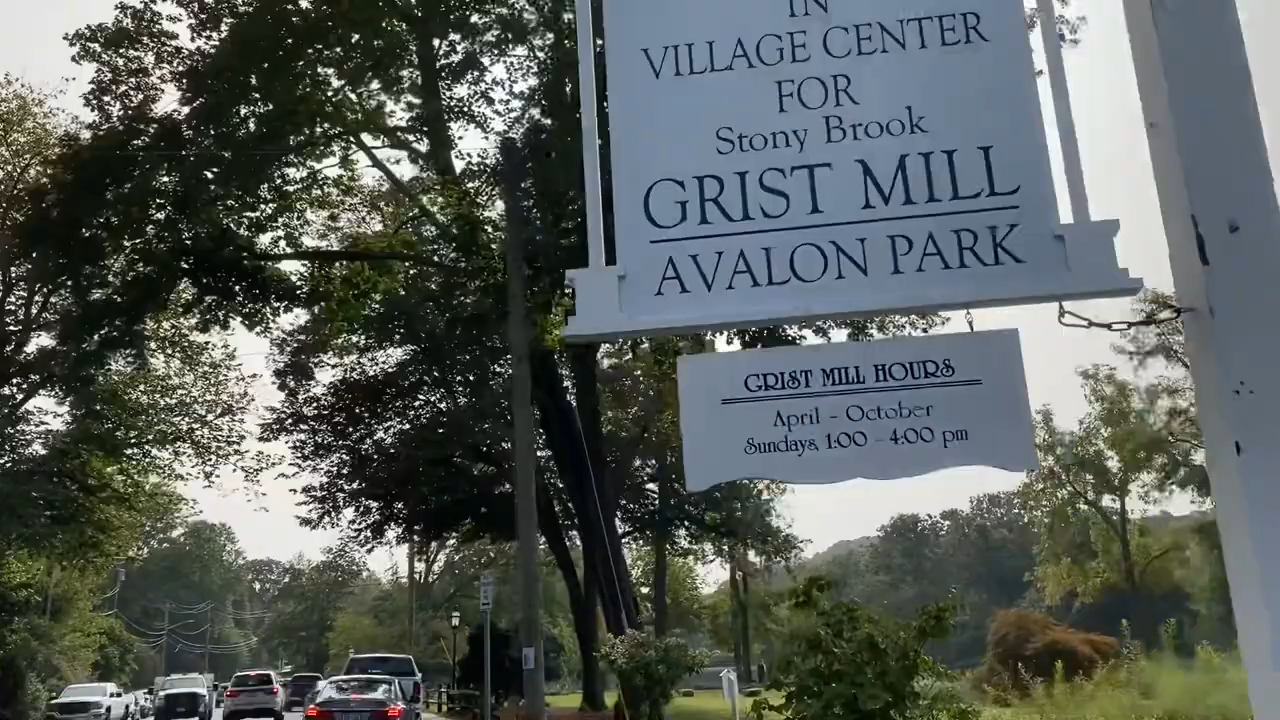 IN
VILLAGE CENTER
FOR
Stony Brook
GRIST MILL
AVALON PARK
GRIST MILL HOURS
April - October
Sundays, 1:00 - 4:00 pm